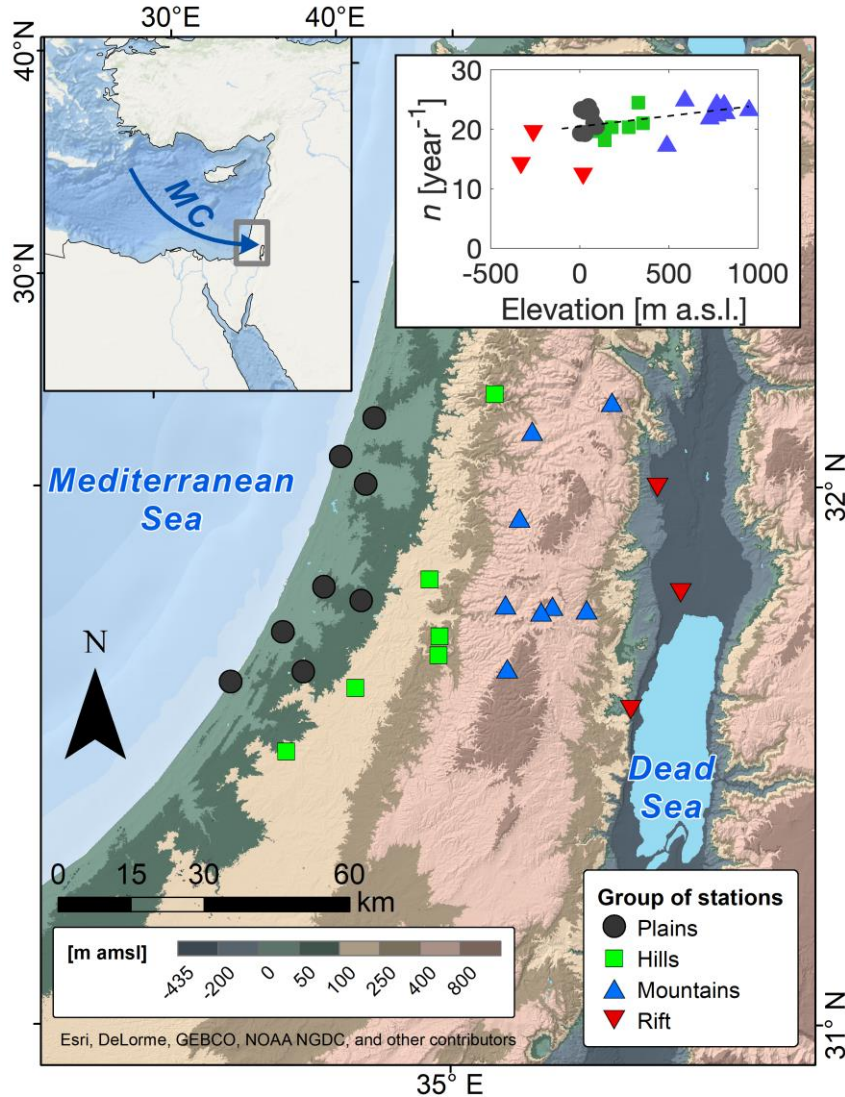 30°E
40°E
40°N
30°N
MC
30
20
10
0
n [year⁻¹]
-500
0
500
1000
Elevation [m a.s.l.]
Mediterranean
Sea
32°N
N
Dead
Sea
0
15
30
60
km
[m amsl]
-435
-200
0
50
100
250
400
800
Group of stations
Plains
Hills
Mountains
Rift
Esri, DeLorme, GEBCO, NOAA NGDC, and other contributors
31°N
35° E